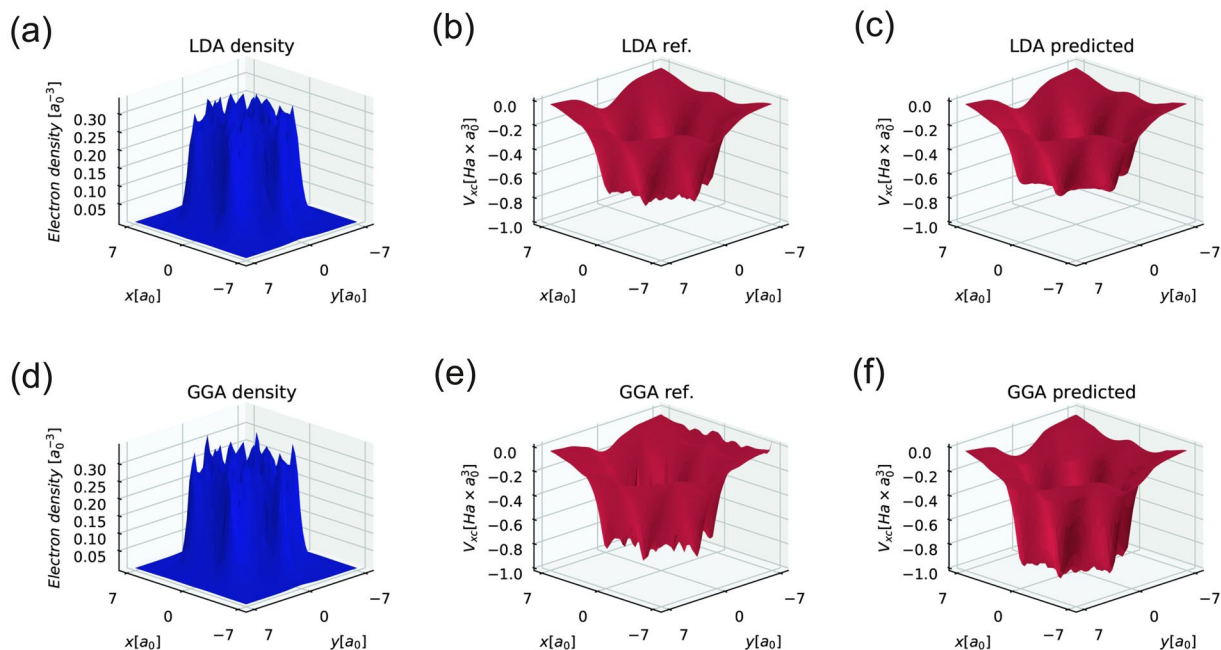 (a)
LDA density
Electron density [a₀⁻³]
0.30
0.25
0.20
0.15
0.10
0.05
7
0
−7
x[a₀]
7
0
−7
y[a₀]
(b)
LDA ref.
V_xc[Ha × a₀³]
0.0
−0.2
−0.4
−0.6
−0.8
−1.0
7
0
−7
x[a₀]
7
0
−7
y[a₀]
(c)
LDA predicted
V_xc[Ha × a₀³]
0.0
−0.2
−0.4
−0.6
−0.8
−1.0
7
0
−7
x[a₀]
7
0
−7
y[a₀]
(d)
GGA density
Electron density [a₀⁻³]
0.30
0.25
0.20
0.15
0.10
0.05
7
0
−7
x[a₀]
7
0
−7
y[a₀]
(e)
GGA ref.
V_xc[Ha × a₀³]
0.0
−0.2
−0.4
−0.6
−0.8
−1.0
7
0
−7
x[a₀]
7
0
−7
y[a₀]
(f)
GGA predicted
V_xc[Ha × a₀³]
0.0
−0.2
−0.4
−0.6
−0.8
−1.0
7
0
−7
x[a₀]
7
0
−7
y[a₀]